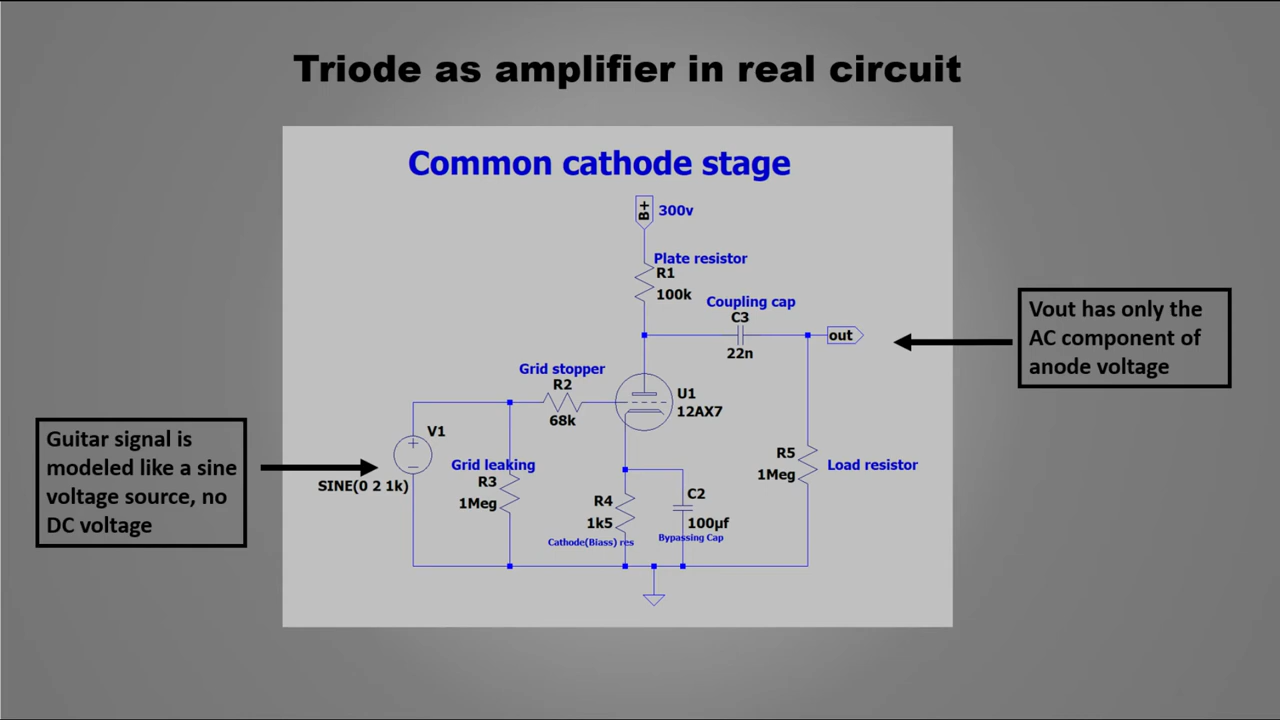 Triode as amplifier in real circuit
Common cathode stage
B+
300v
Plate resistor
R1
100k
Coupling cap
C3
22n
out
Vout has only the
AC component of
anode voltage
Grid stopper
R2
68k
U1
12AX7
V1
SINE(0 2 1k)
Guitar signal is
modeled like a sine
voltage source, no
DC voltage
Grid leaking
R3
1Meg
R4
1k5
Cathode(Biass) res
C2
100µf
Bypassing Cap
R5
1Meg
Load resistor